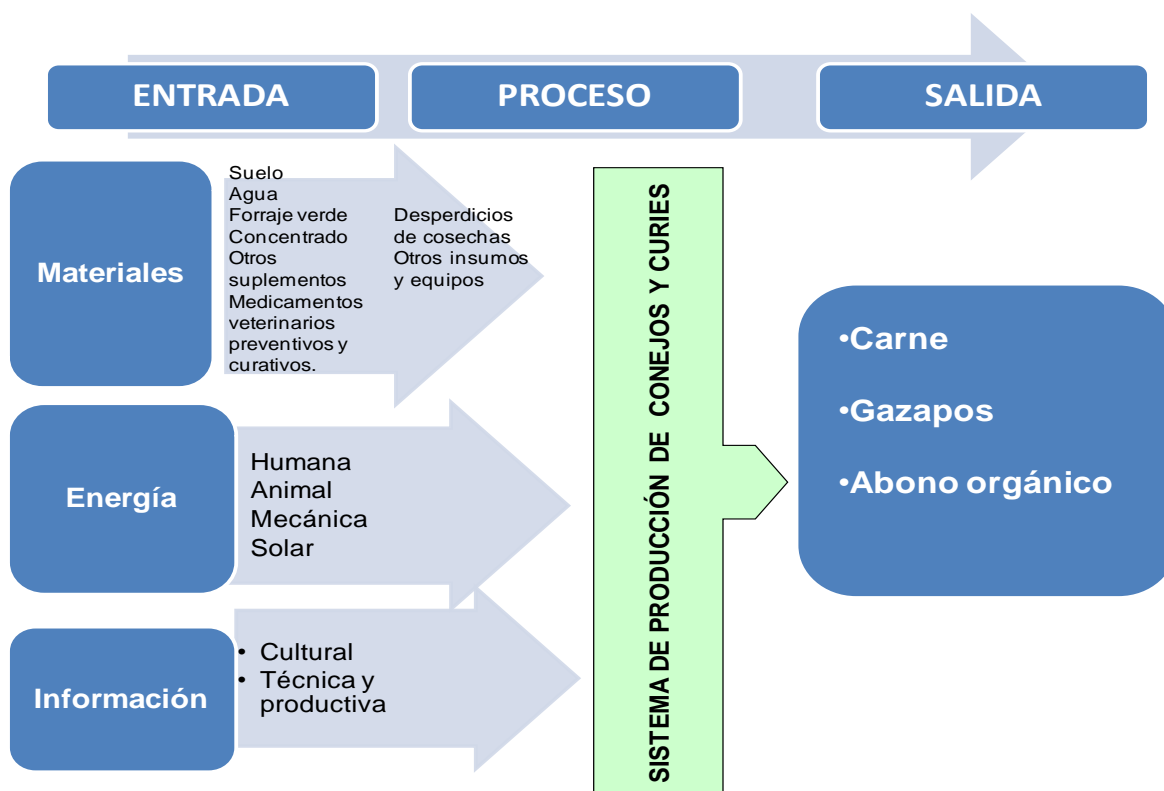 ENTRADA
PROCESO
SALIDA
Materiales
Suelo
Agua
Forraje verde
Concentrado
Otros
suplementos
Medicamentos
veterinarios
preventivos y
curativos.
Desperdicios
de cosechas
Otros insumos
y equipos
Energía
Humana
Animal
Mecánica
Solar
Información
• Cultural
• Técnica y
productiva
SISTEMA DE PRODUCCIÓN DE CONEJOS Y CURIES
•Carne
•Gazapos
•Abono orgánico